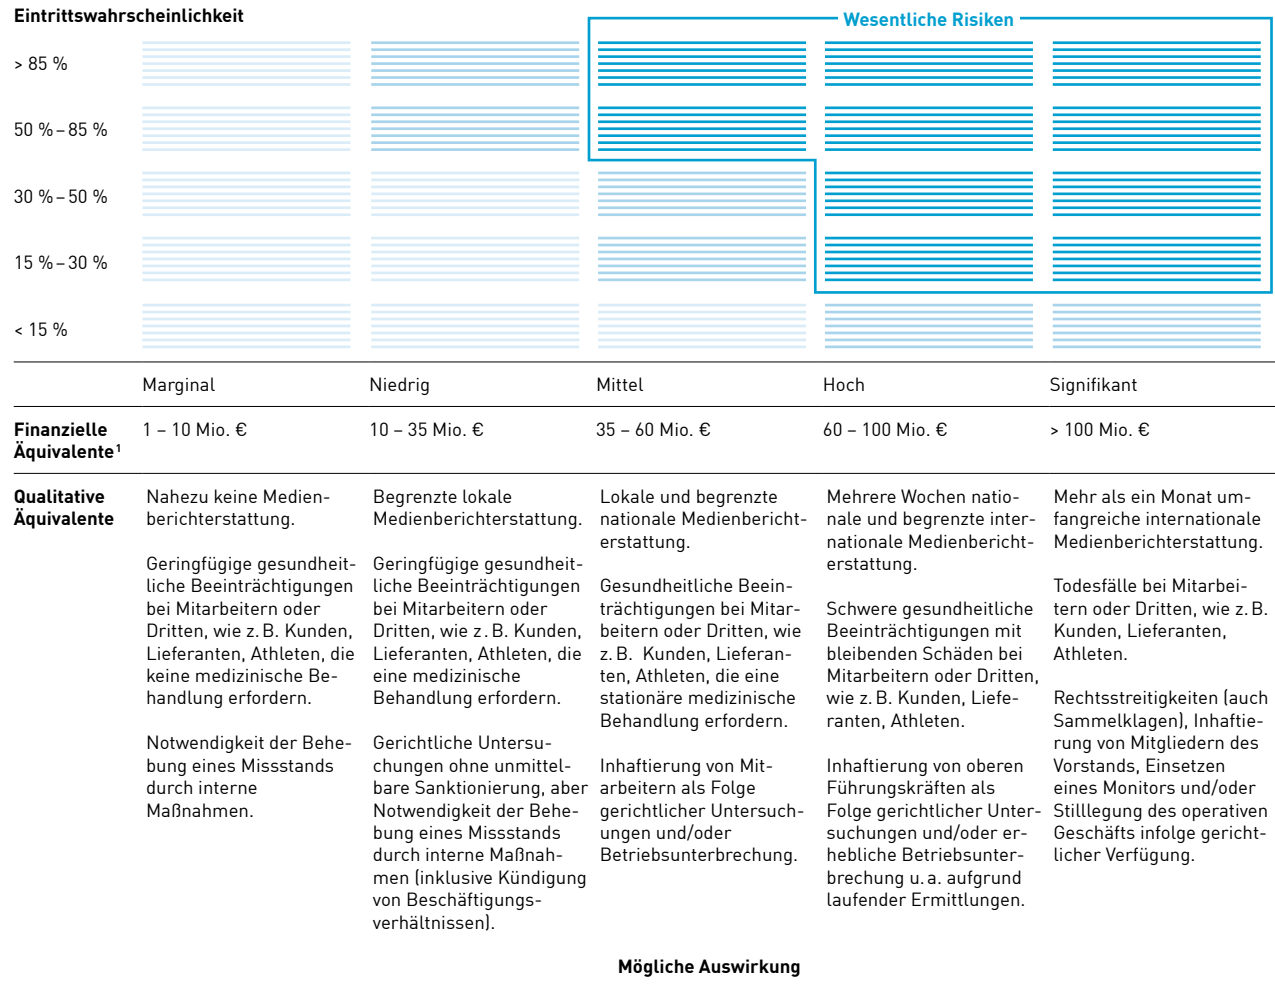 Eintrittswahrscheinlichkeit
Wesentliche Risiken
> 85 %
50 % – 85 %
30 % – 50 %
15 % – 30 %
< 15 %
Marginal
Niedrig
Mittel
Hoch
Signifikant
Finanzielle
Äquivalente¹
1 – 10 Mio. €
10 – 35 Mio. €
35 – 60 Mio. €
60 – 100 Mio. €
> 100 Mio. €
Qualitative
Äquivalente
Nahezu keine Medien-
berichterstattung.
Geringfügige gesundheit-
liche Beeinträchtigungen
bei Mitarbeitern oder
Dritten, wie z. B. Kunden,
Lieferanten, Athleten, die
keine medizinische Be-
handlung erfordern.
Notwendigkeit der Behe-
bung eines Missstands
durch interne
Maßnahmen.
Begrenzte lokale
Medienberichterstattung.
Geringfügige gesundheit-
liche Beeinträchtigungen
bei Mitarbeitern oder
Dritten, wie z. B. Kunden,
Lieferanten, Athleten, die
eine medizinische
Behandlung erfordern.
Gerichtliche Untersu-
chungen ohne unmittel-
bare Sanktionierung, aber
Notwendigkeit der Behe-
bung eines Missstands
durch interne Maßnah-
men (inklusive Kündigung
von Beschäftigungs-
verhältnissen).
Lokale und begrenzte
nationale Medienbericht-
erstattung.
Gesundheitliche Beein-
trächtigungen bei Mitar-
beitern oder Dritten, wie
z. B. Kunden, Lieferan-
ten, Athleten, die eine
stationäre medizinische
Behandlung erfordern.
Inhaftierung von Mit-
arbeitern als Folge
gerichtlicher Untersuch-
ungen und/oder
Betriebsunterbrechung.
Mehrere Wochen natio-
nale und begrenzte inter-
nationale Medienbericht-
erstattung.
Schwere gesundheitliche
Beeinträchtigungen mit
bleibenden Schäden bei
Mitarbeitern oder Dritten,
wie z. B. Kunden, Liefe-
ranten, Athleten.
Inhaftierung von oberen
Führungskräften als
Folge gerichtlicher Unter-
suchungen und/oder er-
hebliche Betriebsunter-
brechung u. a. aufgrund
laufender Ermittlungen.
Mehr als ein Monat um-
fangreiche internationale
Medienberichterstattung.
Todesfälle bei Mitarbei-
tern oder Dritten, wie z. B.
Kunden, Lieferanten,
Athleten.
Rechtsstreitigkeiten (auch
Sammelklagen), Inhaftie-
rung von Mitgliedern des
Vorstands, Einsetzen
eines Monitors und/oder
Stilllegung des operativen
Geschäfts infolge gericht-
licher Verfügung.
Mögliche Auswirkung